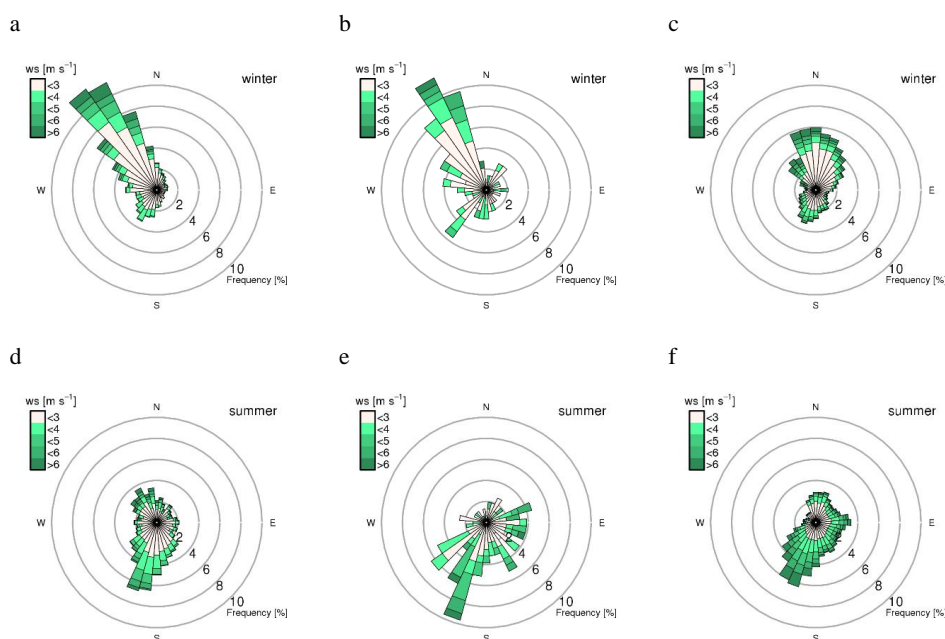 a
b
c
ws [m s⁻¹]
<3
<4
<5
<6
>6
winter
N
W
E
S
2
4
6
8
10
Frequency [%]
ws [m s⁻¹]
<3
<4
<5
<6
>6
winter
N
W
E
S
2
4
6
8
10
Frequency [%]
ws [m s⁻¹]
<3
<4
<5
<6
>6
winter
N
W
E
S
2
4
6
8
10
Frequency [%]
d
e
f
ws [m s⁻¹]
<3
<4
<5
<6
>6
summer
N
W
E
S
2
4
6
8
10
Frequency [%]
ws [m s⁻¹]
<3
<4
<5
<6
>6
summer
N
W
E
S
2
4
6
8
10
Frequency [%]
ws [m s⁻¹]
<3
<4
<5
<6
>6
summer
N
W
E
S
4
6
8
10
Frequency [%]